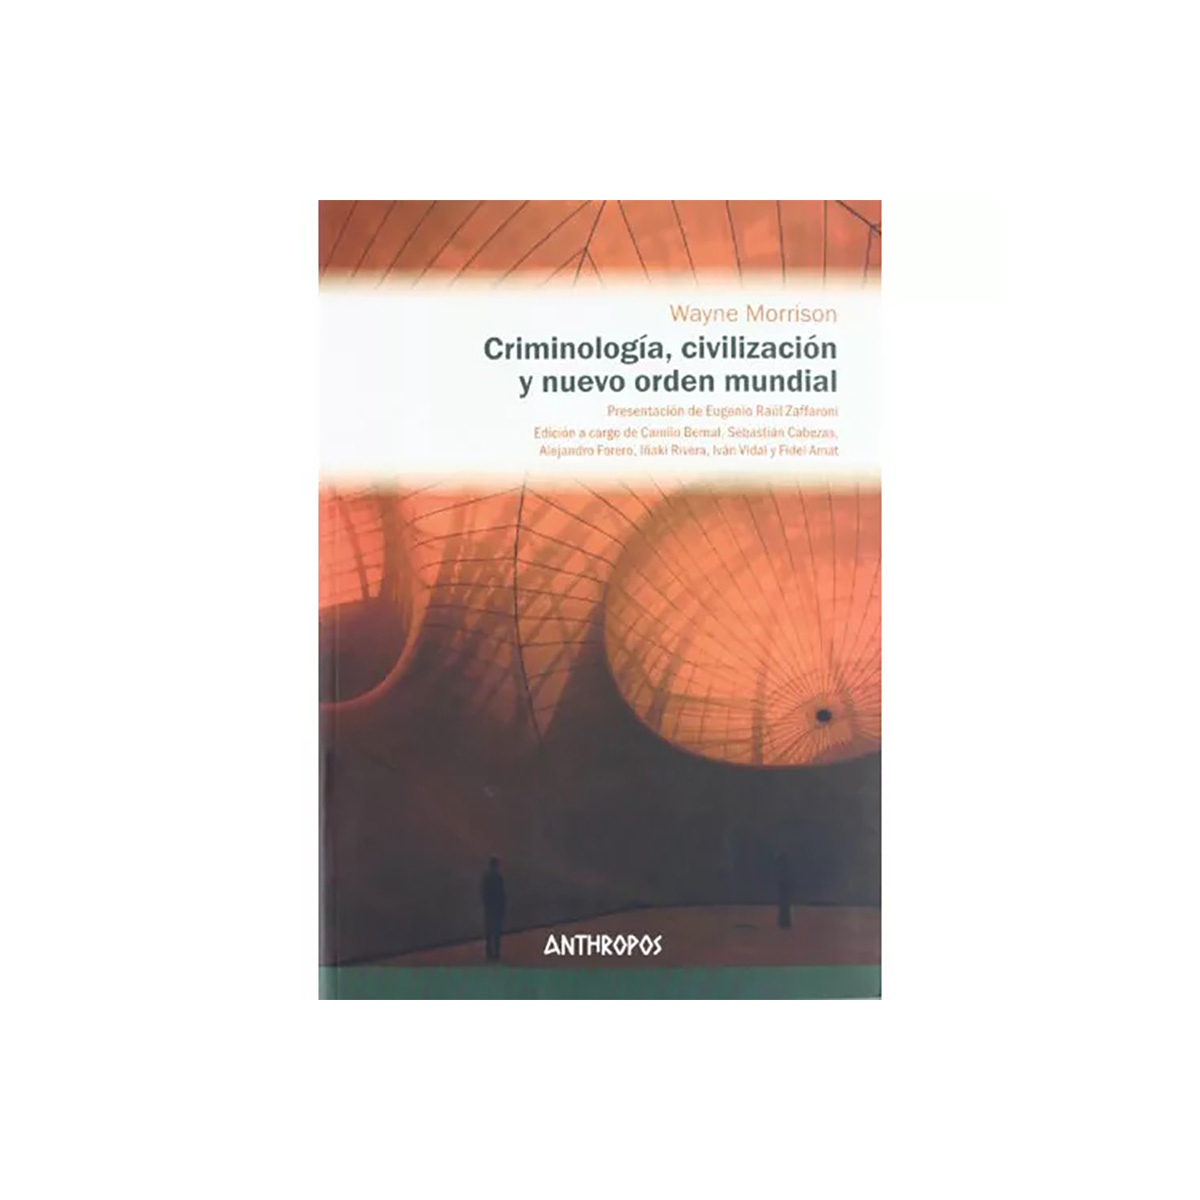 Wayne Morrison
Criminología, civilización
y nuevo orden mundial
Presentación de Eugenio Raúl Zaffaroni
Edición a cargo de Camilo Bernal, Sebastián Cabezas,
Alejandro Forero, Iñaki Rivera, Iván Vidal y Fidel Amat
ANTHROPOS